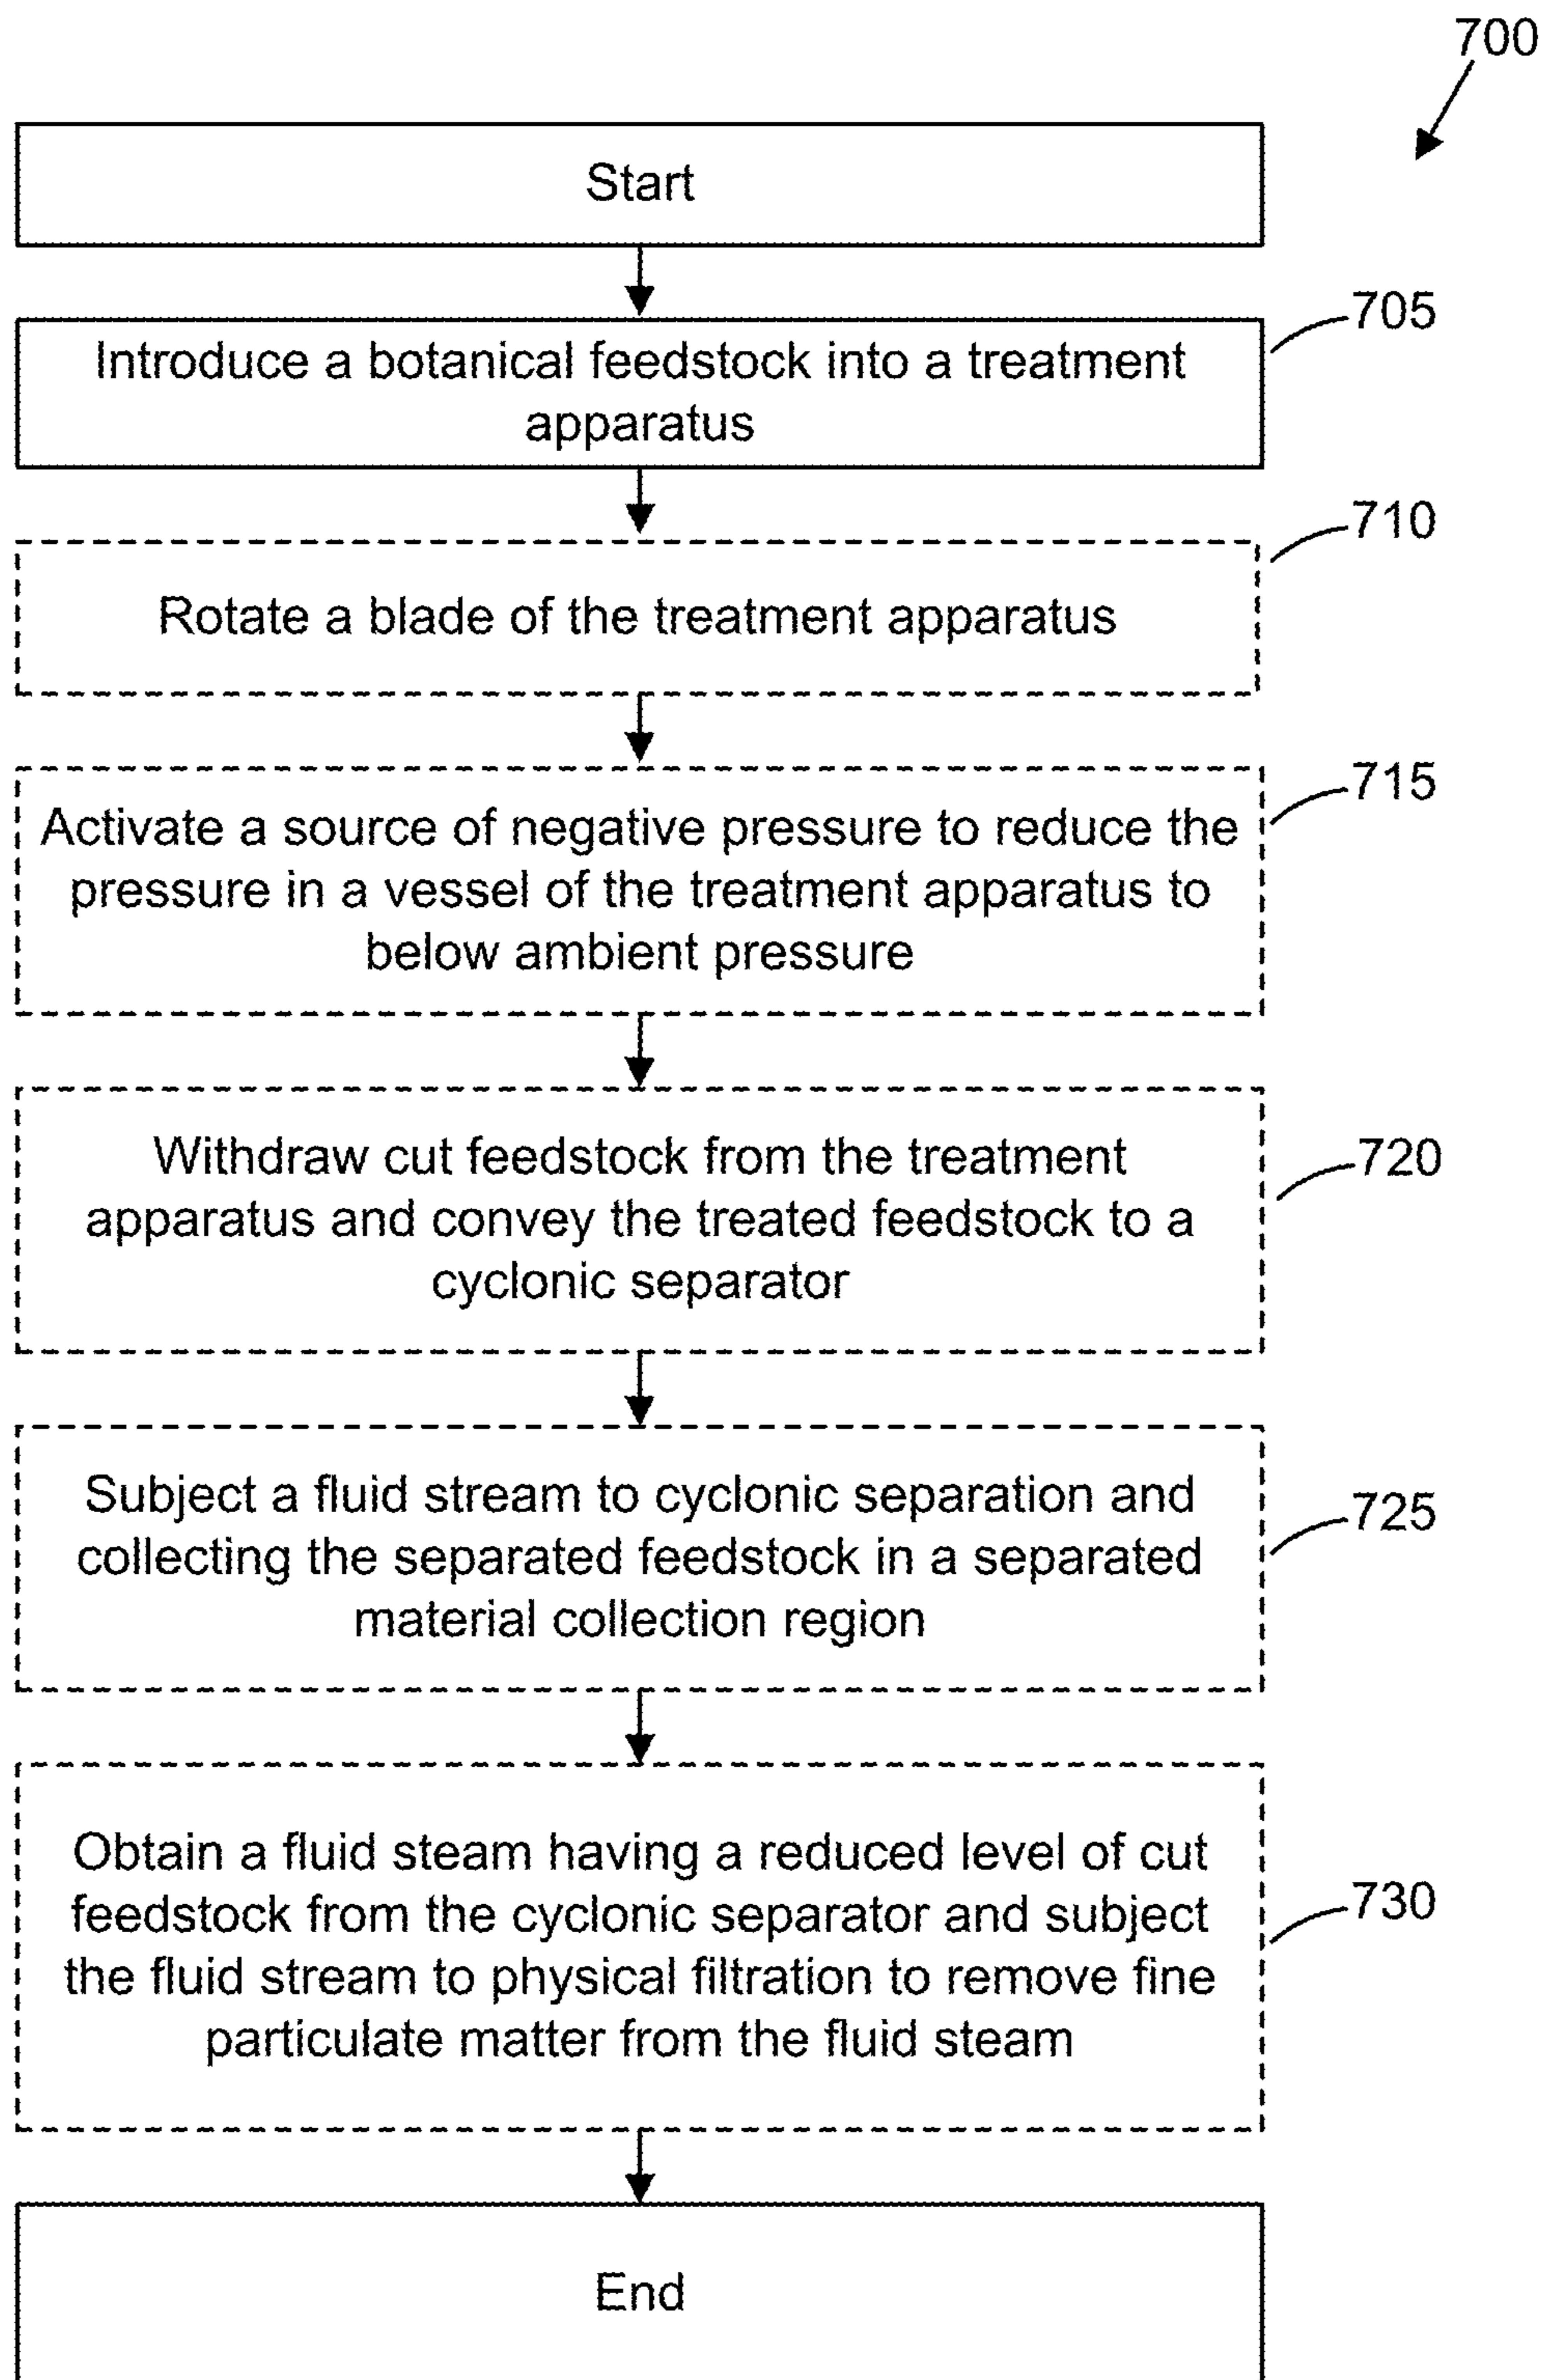 700
Start
705
Introduce a botanical feedstock into a treatment
apparatus
710
Rotate a blade of the treatment apparatus
715
Activate a source of negative pressure to reduce the
pressure in a vessel of the treatment apparatus to
below ambient pressure
720
Withdraw cut feedstock from the treatment
apparatus and convey the treated feedstock to a
cyclonic separator
725
Subject a fluid stream to cyclonic separation and
collecting the separated feedstock in a separated
material collection region
730
Obtain a fluid steam having a reduced level of cut
feedstock from the cyclonic separator and subject
the fluid stream to physical filtration to remove fine
particulate matter from the fluid steam
End